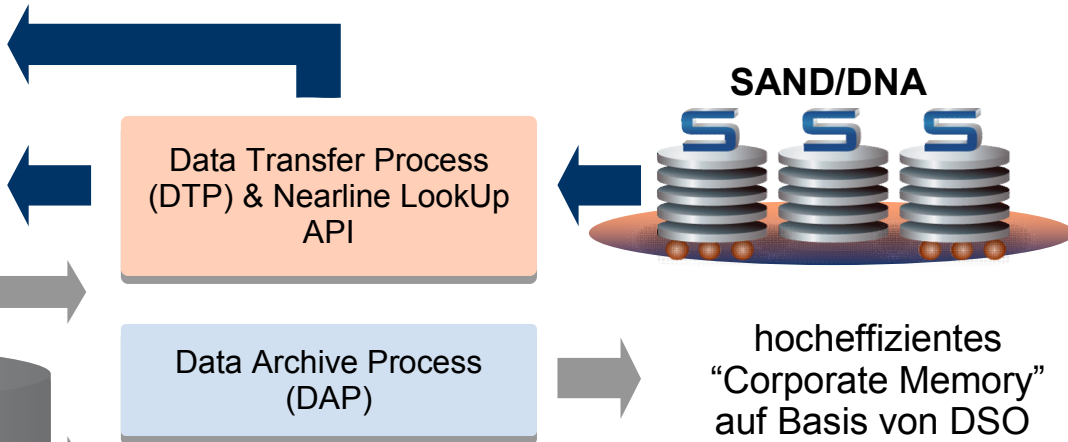 SAND/DNA
S S S
Data Transfer Process
(DTP) & Nearline LookUp
API
Data Archive Process
(DAP)
hocheffizientes
“Corporate Memory”
auf Basis von DSO